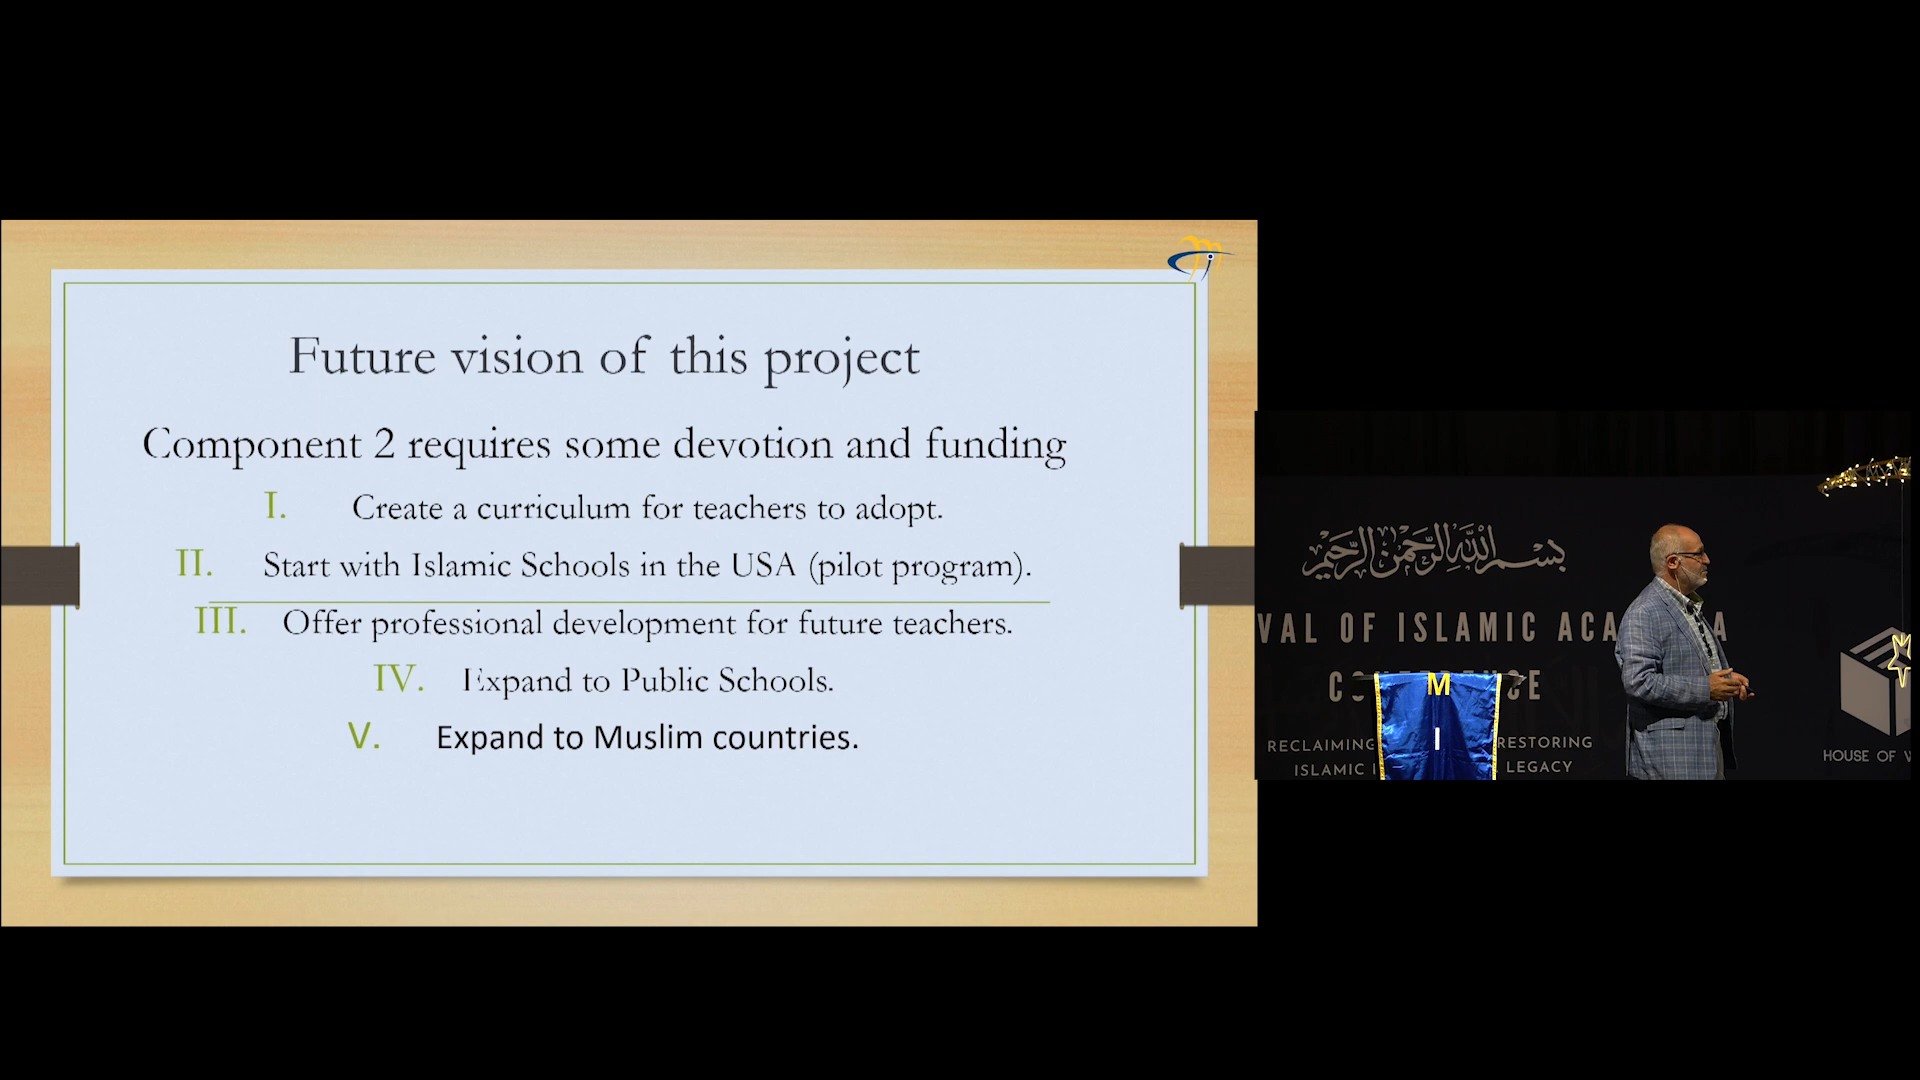 Future vision of this project
Component 2 requires some devotion and funding
I. Create a curriculum for teachers to adopt.
II. Start with Islamic Schools in the USA (pilot program).
III. Offer professional development for future teachers.
IV. Expand to Public Schools.
V. Expand to Muslim countries.
بسم الله الرحمن الرحيم
VAL OF ISLAMIC ACA A
M
I
RECLAIMING RESTORING
ISLAMIC LEGACY
HOUSE OF